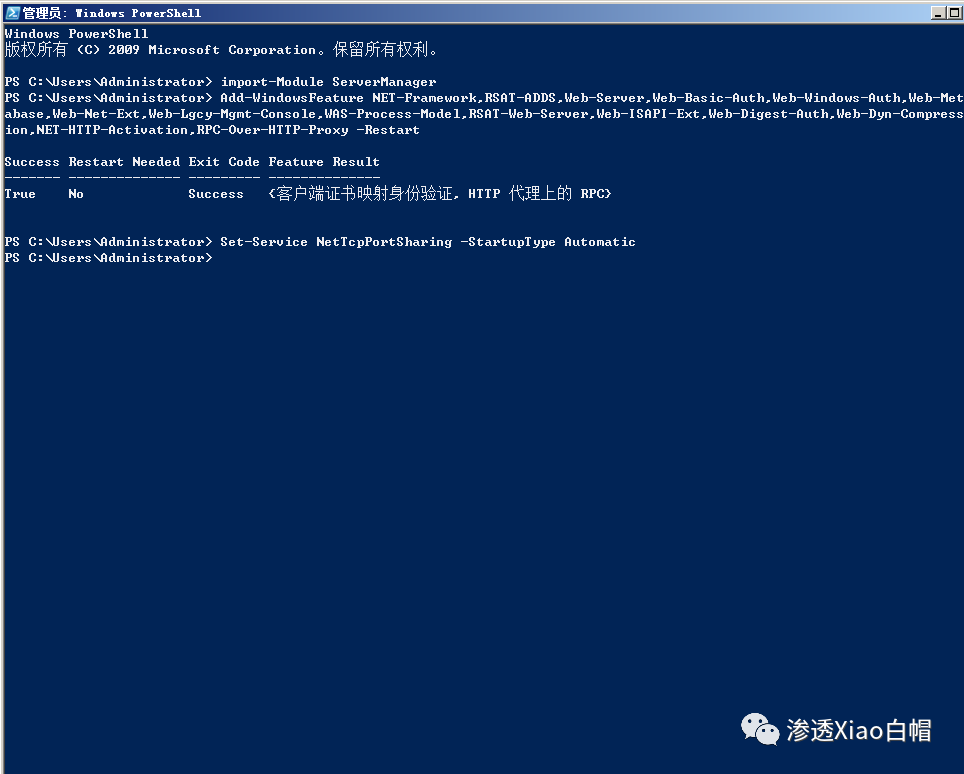 管理员: Windows PowerShell
Windows PowerShell
版权所有 (C) 2009 Microsoft Corporation。保留所有权利。
PS C:\Users\Administrator> import-Module ServerManager
PS C:\Users\Administrator> Add-WindowsFeature NET-Framework,RSAT-ADDS,Web-Server,Web-Basic-Auth,Web-Windows-Auth,Web-Met
abase,Web-Net-Ext,Web-Lgcy-Mgmt-Console,WAS-Process-Model,RSAT-Web-Server,Web-ISAPI-Ext,Web-Digest-Auth,Web-Dyn-Compress
ion,NET-HTTP-Activation,RPC-Over-HTTP-Proxy -Restart
Success Restart Needed Exit Code Feature Result
------- -------------- --------- --------------
True    No             Success   {客户端证书映射身份验证, HTTP 代理上的 RPC}
PS C:\Users\Administrator> Set-Service NetTcpPortSharing -StartupType Automatic
PS C:\Users\Administrator>
渗透Xiao白帽